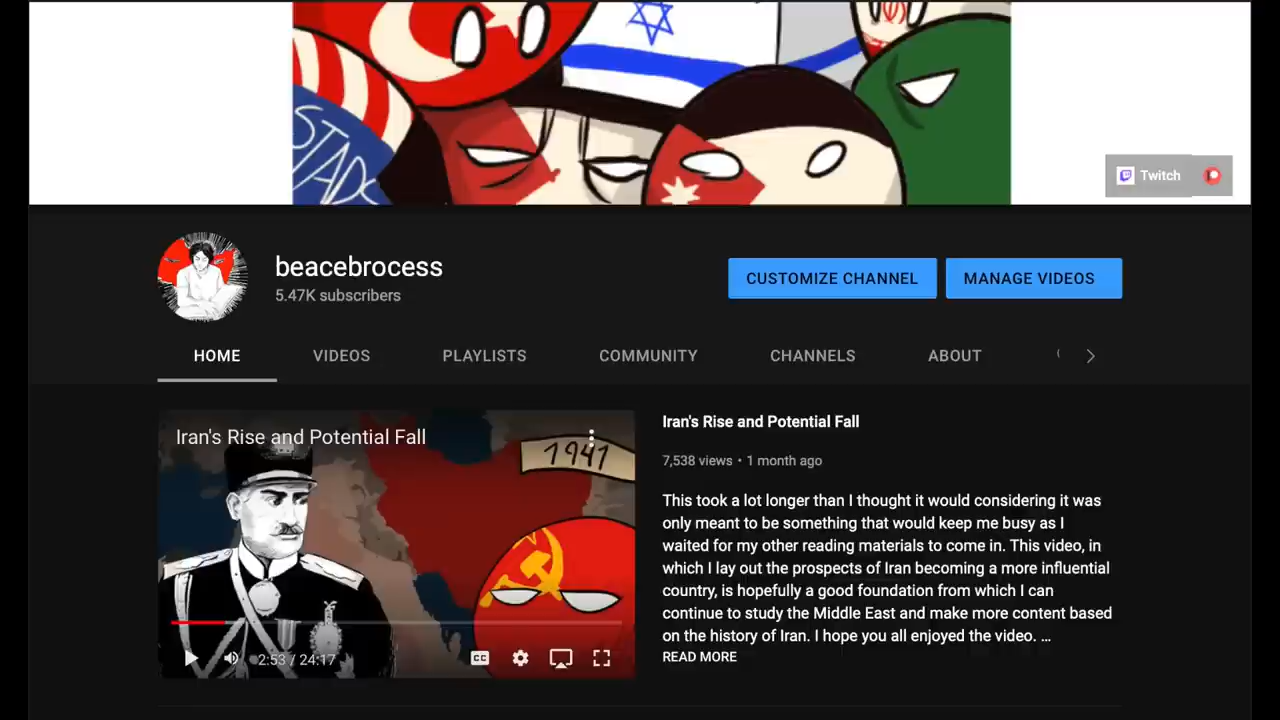 STADS
Twitch
beacebrocess
5.47K subscribers
CUSTOMIZE CHANNEL
MANAGE VIDEOS
HOME
VIDEOS
PLAYLISTS
COMMUNITY
CHANNELS
ABOUT
Iran's Rise and Potential Fall
1941
2:53 / 24:17
CC
Iran's Rise and Potential Fall
7,538 views • 1 month ago
This took a lot longer than I thought it would considering it was
only meant to be something that would keep me busy as I
waited for my other reading materials to come in. This video, in
which I lay out the prospects of Iran becoming a more influential
country, is hopefully a good foundation from which I can
continue to study the Middle East and make more content based
on the history of Iran. I hope you all enjoyed the video. ...
READ MORE